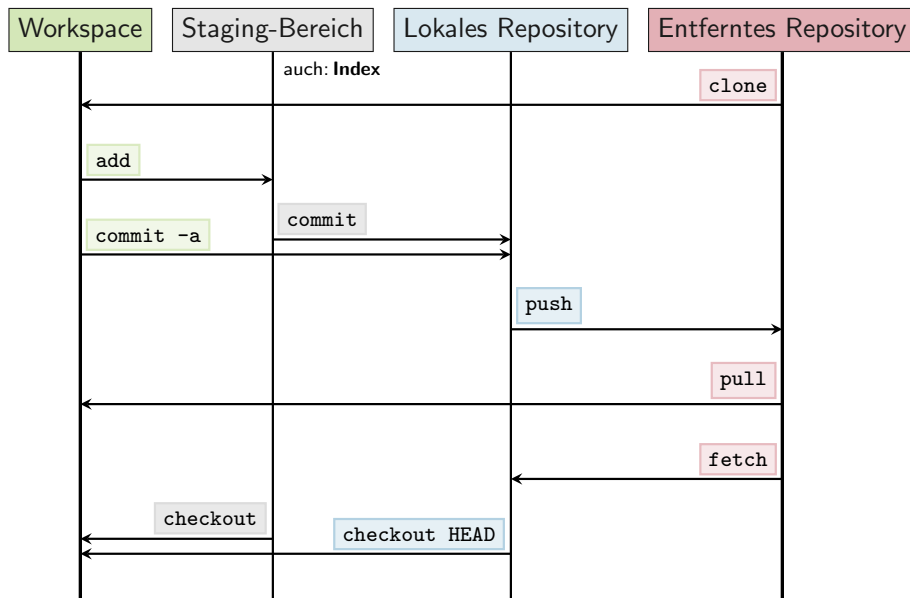 Workspace
Staging-Bereich
Lokales Repository
Entferntes Repository
auch: Index
clone
add
commit
commit -a
push
pull
fetch
checkout
checkout HEAD